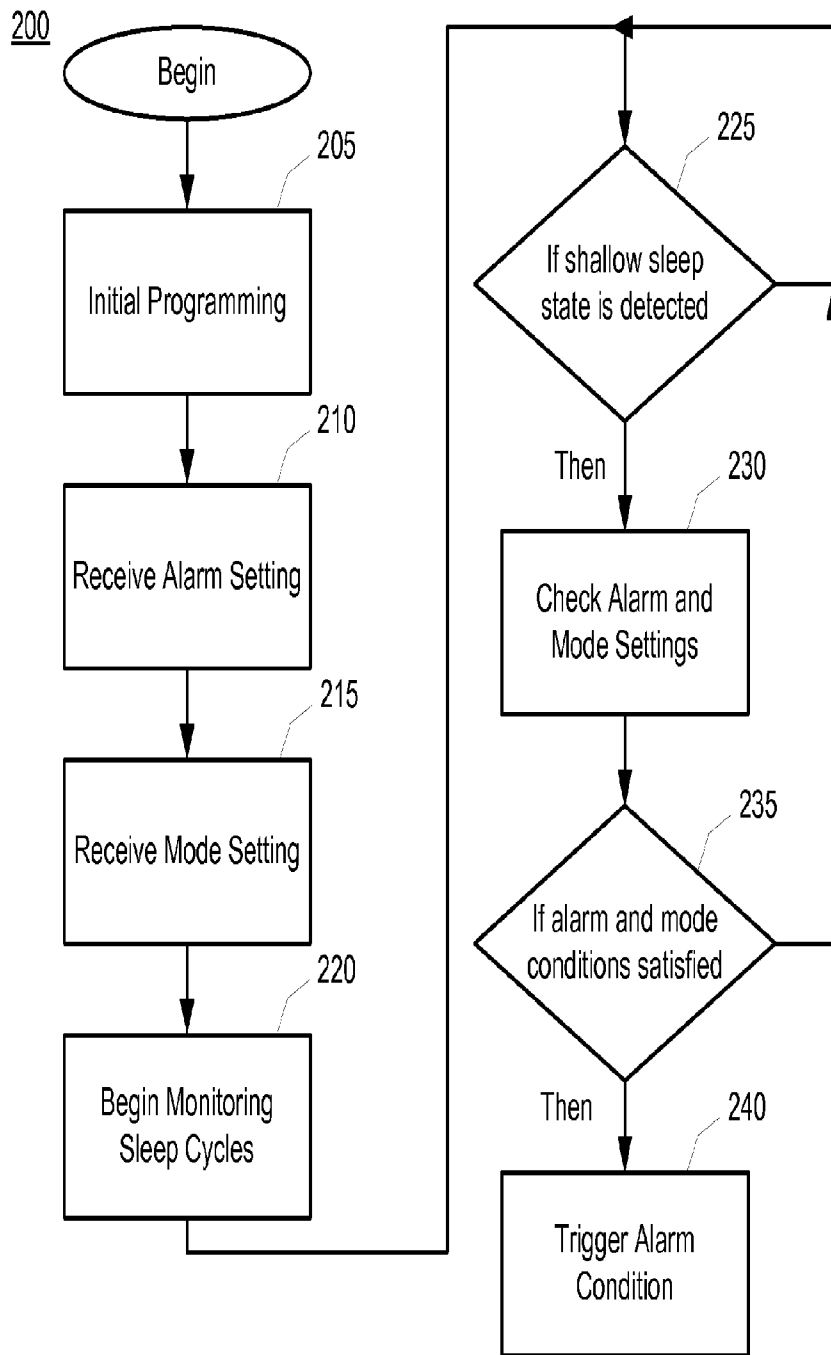 200
Begin
205
Initial Programming
210
Receive Alarm Setting
215
Receive Mode Setting
220
Begin Monitoring
Sleep Cycles
225
If shallow sleep
state is detected
Then
230
Check Alarm and
Mode Settings
235
If alarm and mode
conditions satisfied
Then
240
Trigger Alarm
Condition